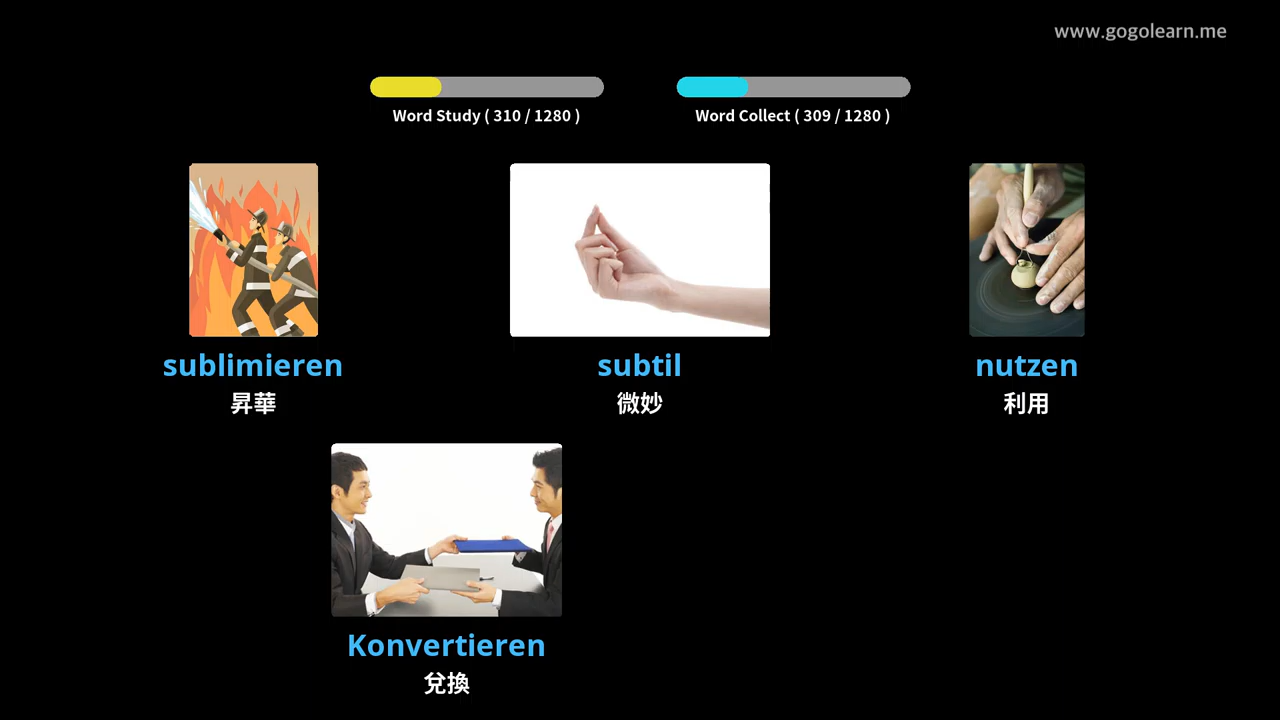 www.gogolearn.me
Word Study ( 310 / 1280 )
Word Collect ( 309 / 1280 )
sublimieren
昇華
subtil
微妙
nutzen
利用
Konvertieren
兌換